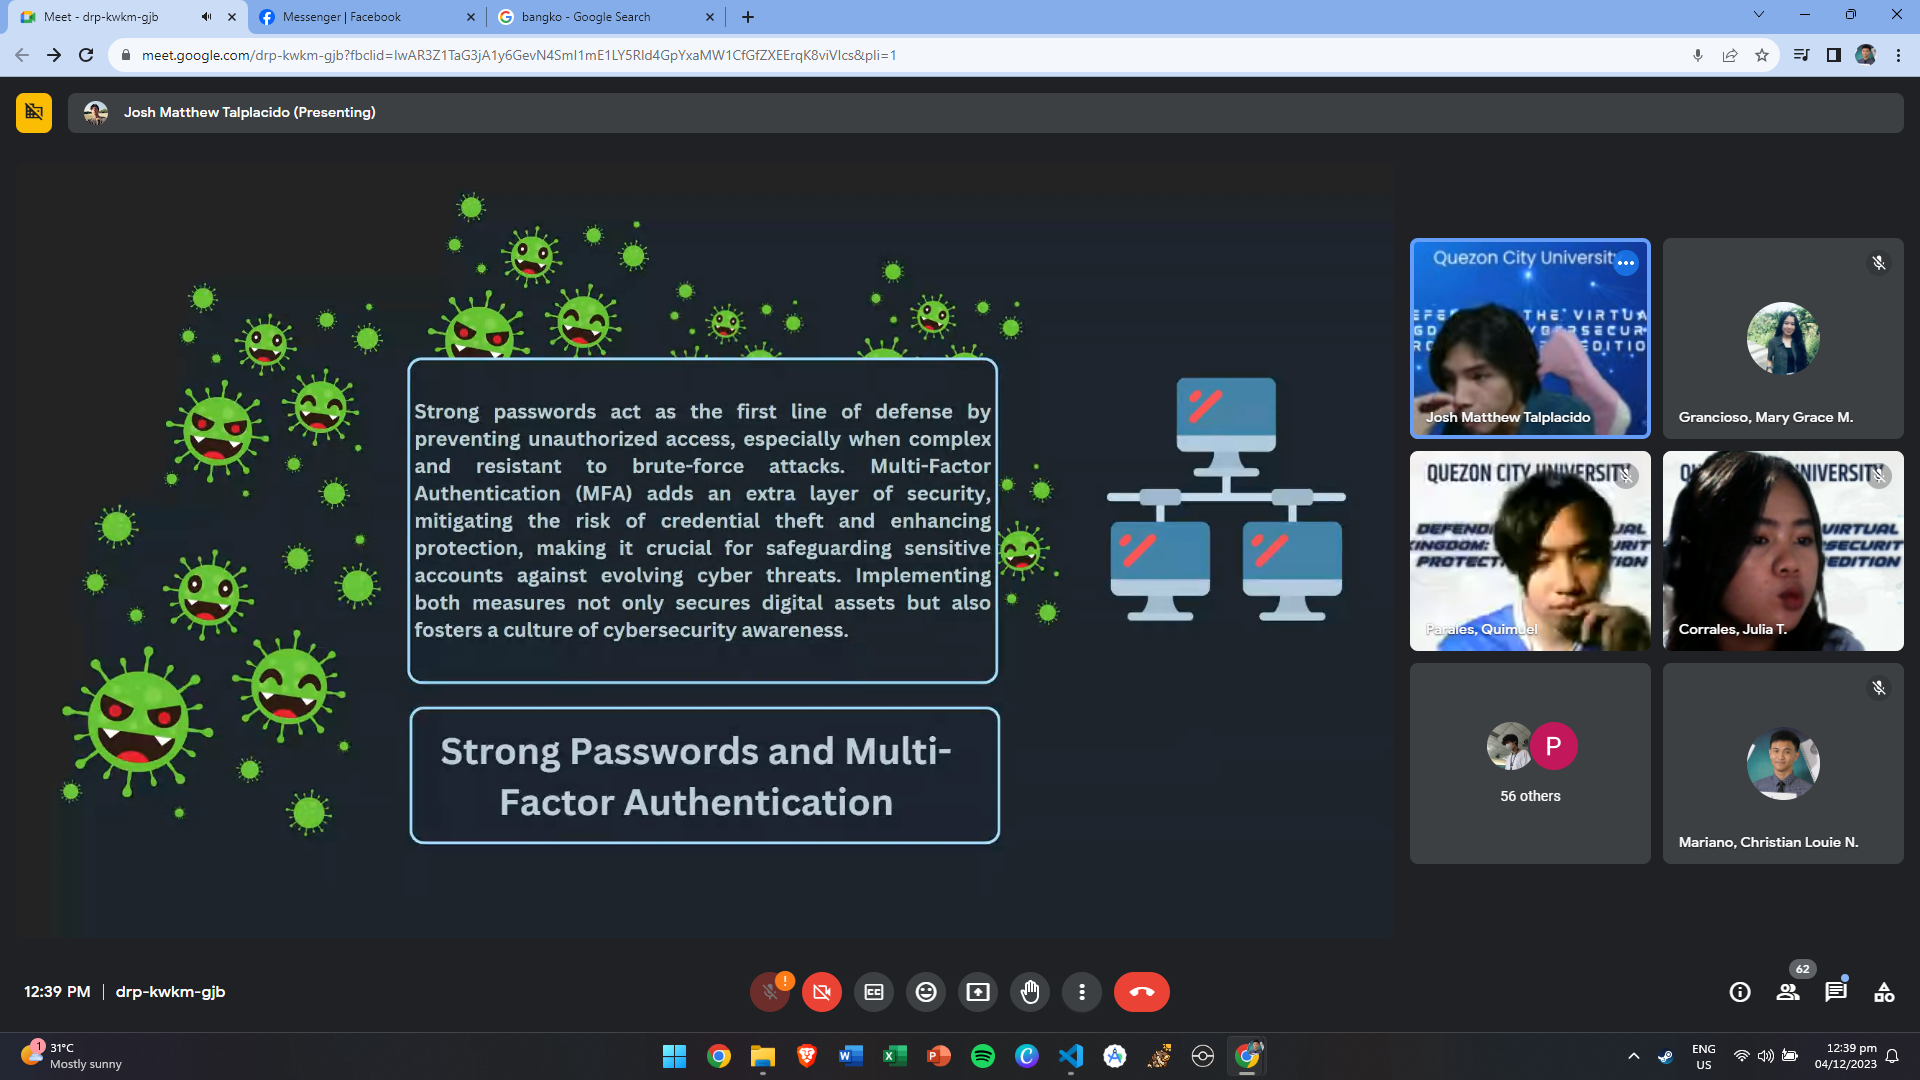 Meet - drp-kwkm-gjb
Messenger | Facebook
bangko - Google Search
meet.google.com/drp-kwkm-gjb?fbclid=IwAR3Z1TaG3jA1y6GevN4SmI1mE1LY5RId4GpYxaMW1CfGfZXEErqK8viVIcs&pli=1
Josh Matthew Talplacido (Presenting)
Strong passwords act as the first line of defense by
preventing unauthorized access, especially when complex
and resistant to brute-force attacks. Multi-Factor
Authentication (MFA) adds an extra layer of security,
mitigating the risk of credential theft and enhancing
protection, making it crucial for safeguarding sensitive
accounts against evolving cyber threats. Implementing
both measures not only secures digital assets but also
fosters a culture of cybersecurity awareness.
Strong Passwords and Multi-
Factor Authentication
Quezon City University
THE VIRTUA
Josh Matthew Talplacido
Grancioso, Mary Grace M.
QUEZON CITY UNIVERSITY
Parales, Quimuel
VIRTUAL
EDITION
Corrales, Julia T.
P
56 others
Mariano, Christian Louie N.
12:39 PM | drp-kwkm-gjb
62
1
31°C
Mostly sunny
ENG
US
12:39 pm
04/12/2023